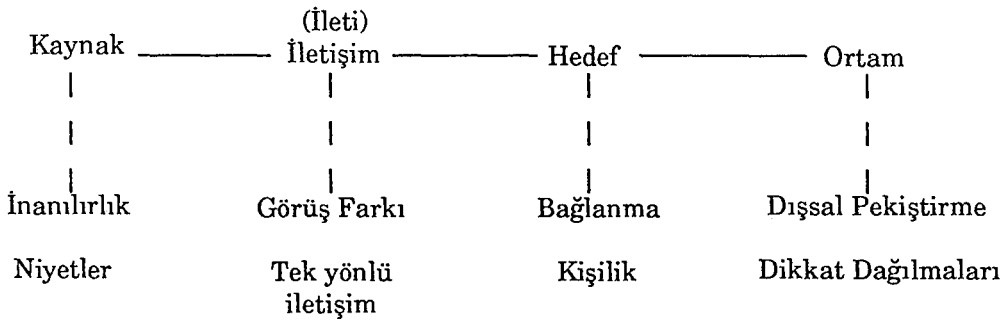 (İleti)
Kaynak İletişim Hedef Ortam
İnanılırlık Görüş Farkı Bağlanma Dışsal Pekiştirme
Niyetler Tek yönlü Kişilik Dikkat Dağılmaları
iletişim